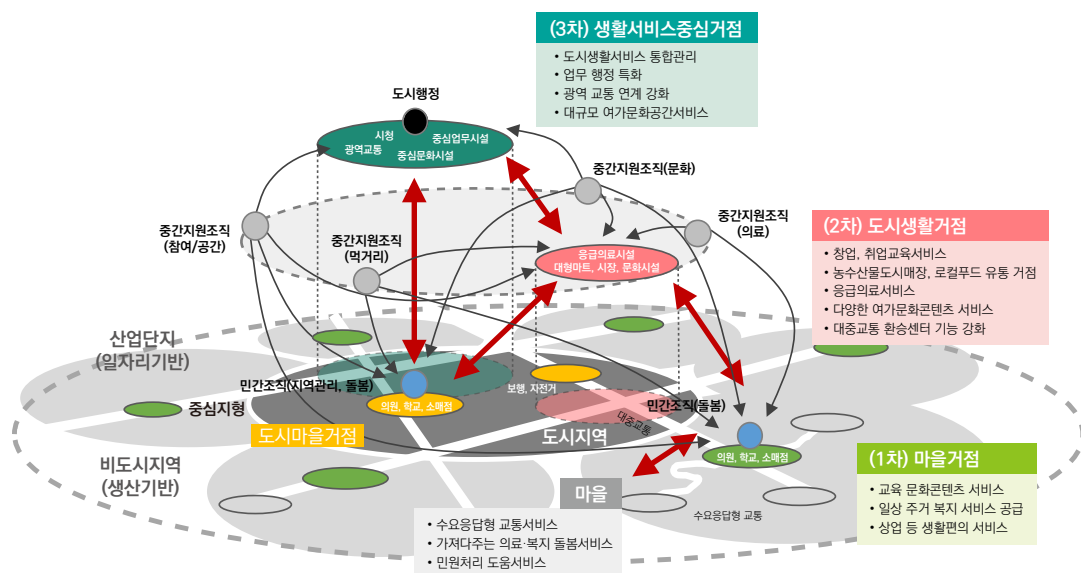 (3차) 생활서비스중심거점
• 도시생활서비스 통합관리
• 업무 행정 특화
• 광역 교통 연계 강화
• 대규모 여가문화공간서비스
도시행정
시청
중심업무시설
광역교통
중심문화시설
중간지원조직(문화)
중간지원조직
(참여/공간)
중간지원조직
(먹거리)
중간지원조직
(의료)
응급의료시설
대형마트, 시장, 문화시설
(2차) 도시생활거점
• 창업, 취업교육서비스
• 농수산물도시매장, 로컬푸드 유통 거점
• 응급의료서비스
• 다양한 여가문화콘텐츠 서비스
• 대중교통 환승센터 기능 강화
산업단지
(일자리기반)
민간조직(지역관리, 돌봄)
보행, 자전거
중심지형
의원, 학교, 소매점
민간조직(돌봄)
대중교통
도시마을거점
도시지역
의원, 학교, 소매점
비도시지역
(생산기반)
(1차) 마을거점
• 교육 문화콘텐츠 서비스
• 일상 주거 복지 서비스 공급
• 상업 등 생활편의 서비스
마을
수요응답형 교통
• 수요응답형 교통서비스
• 가져다주는 의료·복지 돌봄서비스
• 민원처리 도움서비스